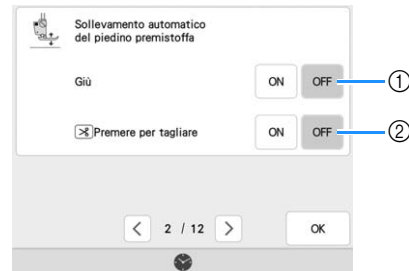 Sollevamento automatico
del piedino premistoffa
Giù ON OFF ①
Premere per tagliare ON OFF ②
< 2 / 12 > OK